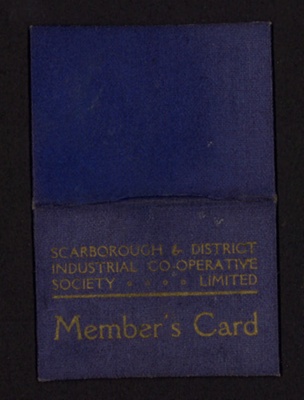 SCARBOROUGH & DISTRICT
INDUSTRIAL CO-OPERATIVE
SOCIETY LIMITED
Member's Card